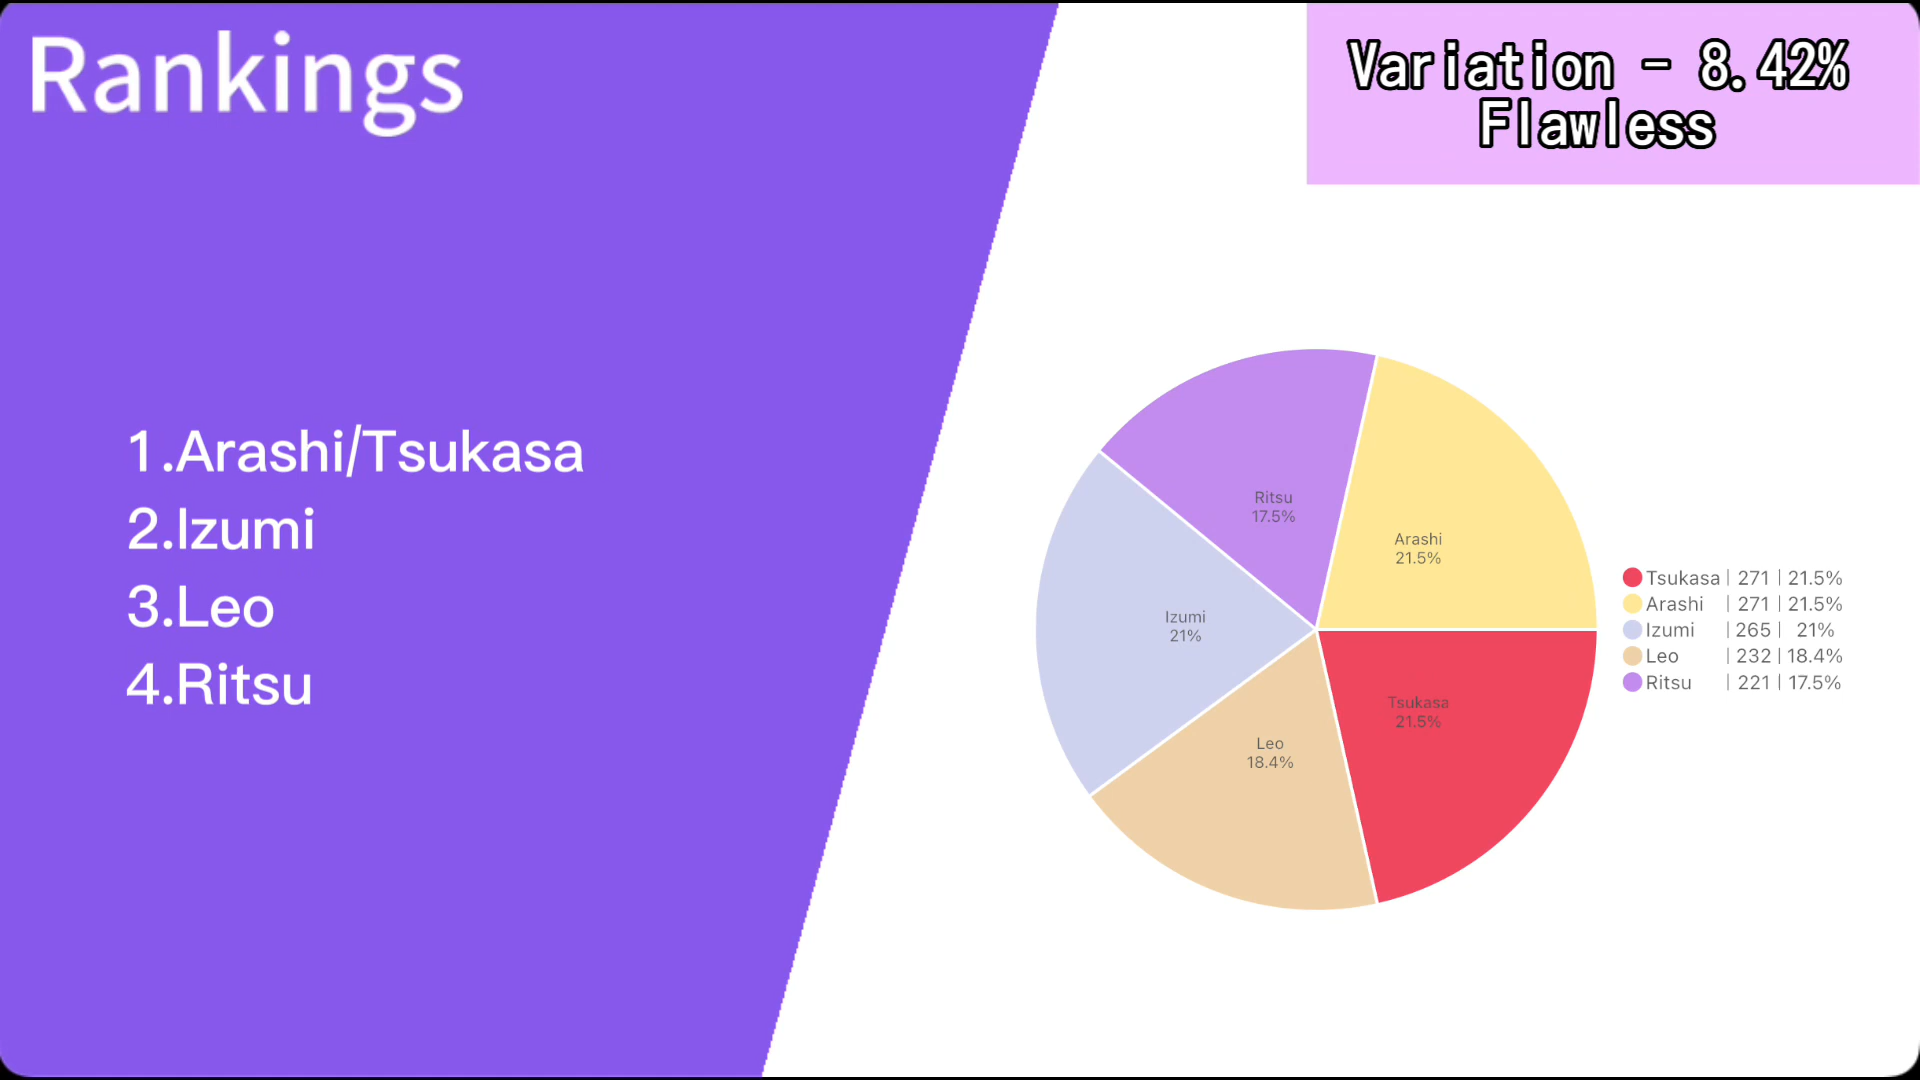 Rankings
Variation - 8.42%
Flawless
1.Arashi/Tsukasa
2.Izumi
3.Leo
4.Ritsu
Ritsu
17.5%
Arashi
21.5%
Izumi
21%
Tsukasa
21.5%
Leo
18.4%
Tsukasa | 271 | 21.5%
Arashi | 271 | 21.5%
Izumi | 265 | 21%
Leo | 232 | 18.4%
Ritsu | 221 | 17.5%